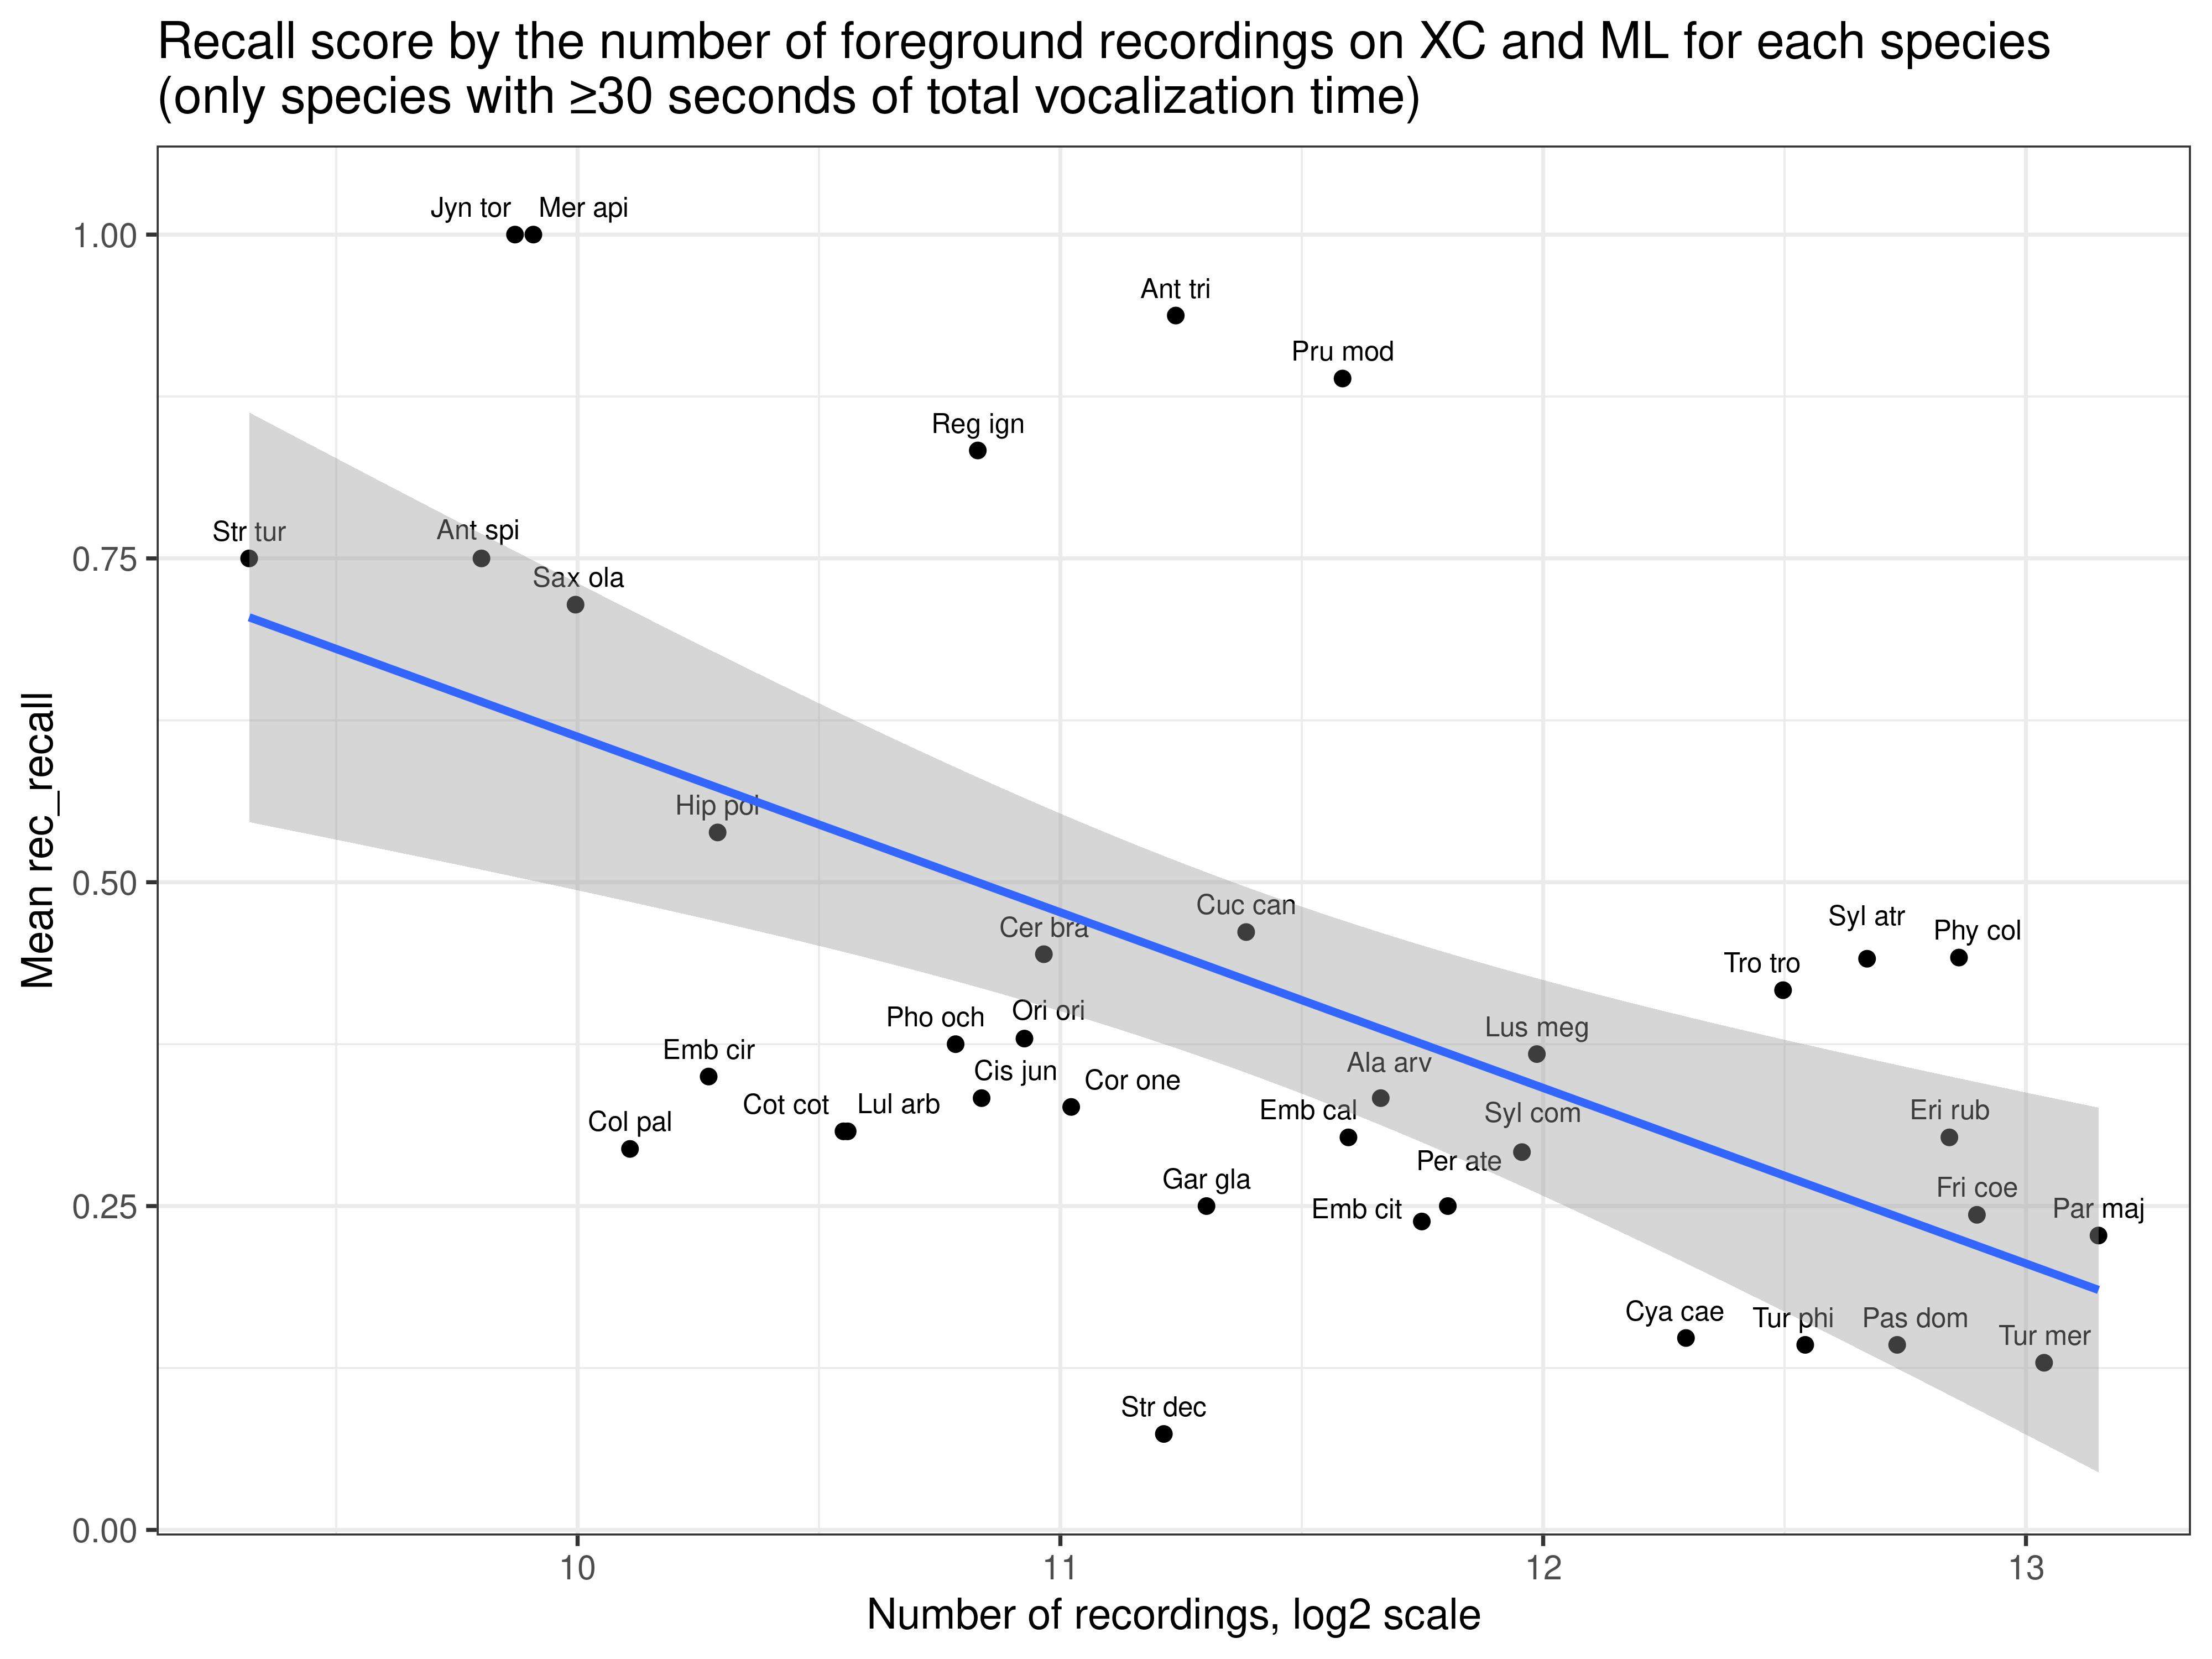 Recall score by the number of foreground recordings on XC and ML for each species
(only species with ≥30 seconds of total vocalization time)
Jyn tor
Mer api
1.00
Ant tri
Pru mod
Reg ign
Str tur
Ant spi
0.75
Sax ola
Mean rec_recall
Hip pol
Cuc can
0.50
Syl atr
Cer bra
Phy col
Tro tro
Ori ori
Pho och
Lus meg
Emb cir
Ala arv
Cis jun
Cor one
Cot cot
Lul arb
Emb cal
Eri rub
Syl com
Col pal
Per ate
Gar gla
Fri coe
0.25
Emb cit
Par maj
Cya cae
Tur phi
Pas dom
Tur mer
Str dec
0.00
10
11
12
13
Number of recordings, log2 scale